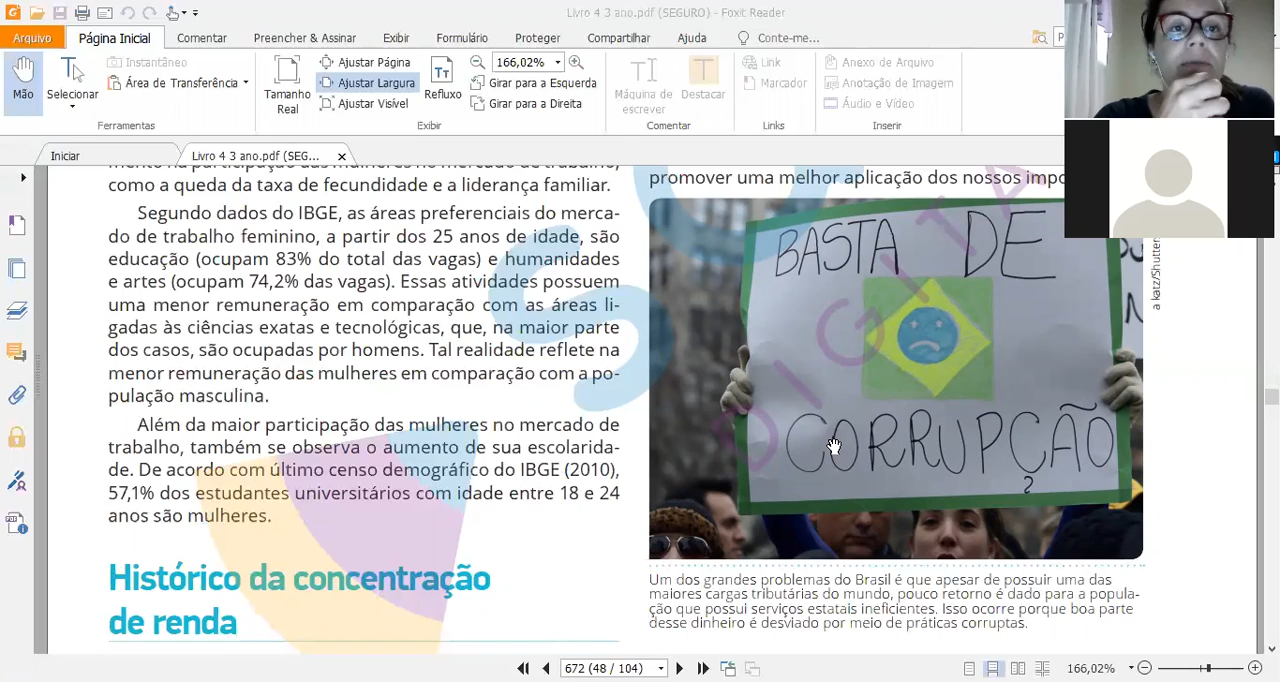 Livro 4 3 ano.pdf (SEGURO) - Foxit Reader
Arquivo
Página Inicial
Comentar
Preencher & Assinar
Exibir
Formulário
Proteger
Compartilhar
Ajuda
Conte-me...
Mão
Selecionar
Instantâneo
Área de Transferência
Ferramentas
Tamanho
Real
Ajustar Página
Ajustar Largura
Ajustar Visível
Refluxo
166,02%
Girar para a Esquerda
Girar para a Direita
Exibir
Máquina de
escrever
Destacar
Comentar
Link
Marcador
Links
Anexo de Arquivo
Anotação de Imagem
Áudio e Vídeo
Inserir
Iniciar
Livro 4 3 ano.pdf (SEG...
mento na participação das mulheres no mercado de trabalho,
como a queda da taxa de fecundidade e a liderança familiar.
Segundo dados do IBGE, as áreas preferenciais do merca-
do de trabalho feminino, a partir dos 25 anos de idade, são
educação (ocupam 83% do total das vagas) e humanidades
e artes (ocupam 74,2% das vagas). Essas atividades possuem
uma menor remuneração em comparação com as áreas li-
gadas às ciências exatas e tecnológicas, que, na maior parte
dos casos, são ocupadas por homens. Tal realidade reflete na
menor remuneração das mulheres em comparação com a po-
pulação masculina.
Além da maior participação das mulheres no mercado de
trabalho, também se observa o aumento de sua escolarida-
de. De acordo com último censo demográfico do IBGE (2010),
57,1% dos estudantes universitários com idade entre 18 e 24
anos são mulheres.
Histórico da concentração
de renda
promover uma melhor aplicação dos nossos impo
BASTA DE
CORRUPÇÃO
DIGITA
a katz/Shutter
Um dos grandes problemas do Brasil é que apesar de possuir uma das
maiores cargas tributárias do mundo, pouco retorno é dado para a popula-
ção que possui serviços estatais ineficientes. Isso ocorre porque boa parte
desse dinheiro é desviado por meio de práticas corruptas.
672 (48 / 104)
166,02%